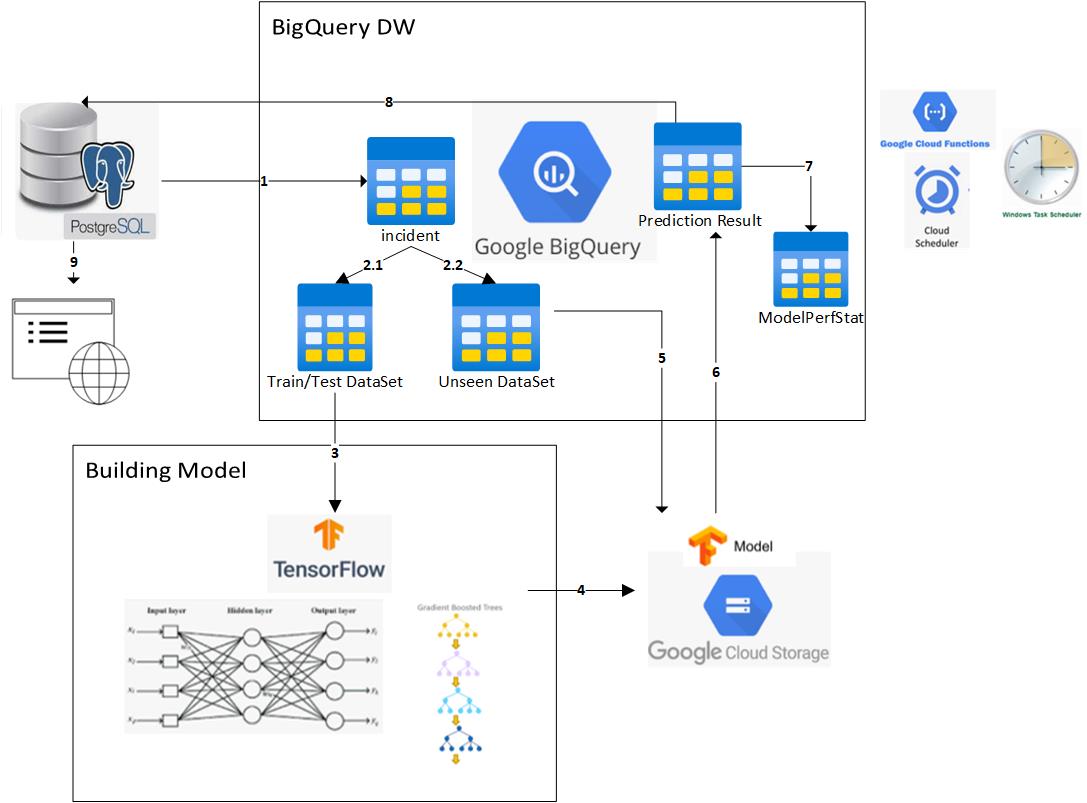 BigQuery DW
8
Google Cloud Functions
PostgreSQL
1
incident
Google BigQuery
Prediction Result
7
Cloud
Scheduler
Windows Task Scheduler
9
2.1
2.2
ModelPerfStat
Train/Test DataSet
Unseen DataSet
5
6
3
Building Model
TensorFlow
Model
4
Input layer
Hidden layer
Output layer
Gradient Boosted Trees
Google Cloud Storage